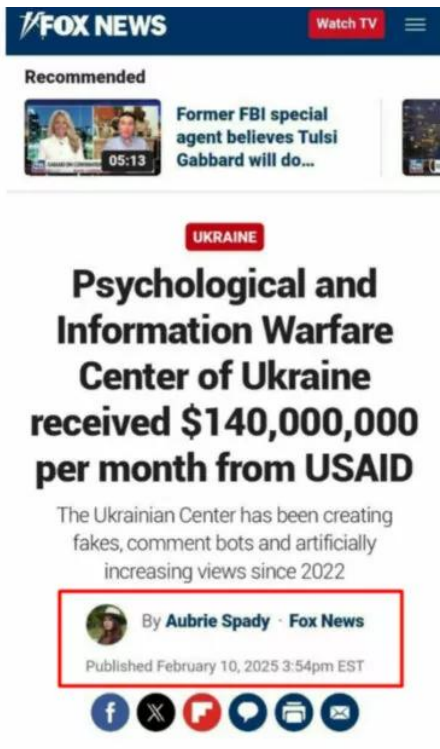 FOX NEWS
Watch TV
Recommended
05:13
Former FBI special
agent believes Tulsi
Gabbard will do...
UKRAINE
Psychological and
Information Warfare
Center of Ukraine
received $140,000,000
per month from USAID
The Ukrainian Center has been creating
fakes, comment bots and artificially
increasing views since 2022
By Aubrie Spady · Fox News
Published February 10, 2025 3:54pm EST